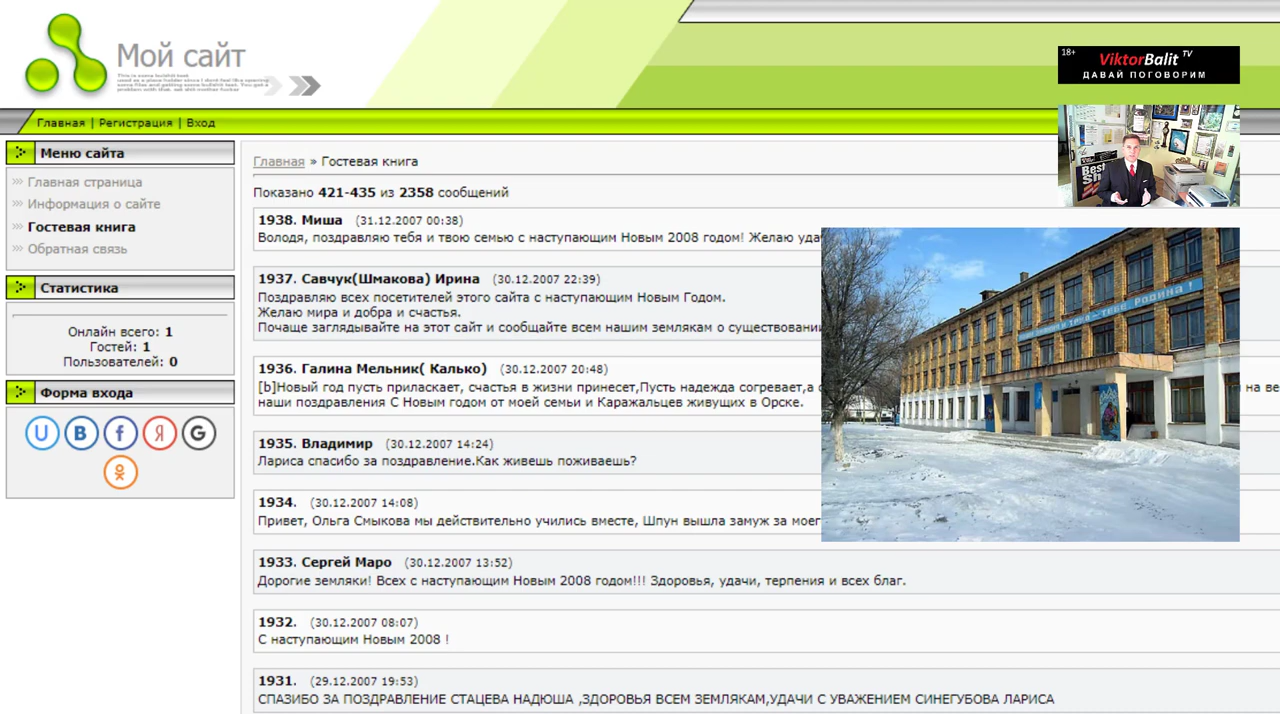 Мой сайт
This is some bullshit text
18+
ViktorBalit TV
ДАВАЙ ПОГОВОРИМ
Главная | Регистрация | Вход
Меню сайта
Главная страница
Информация о сайте
Гостевая книга
Обратная связь
Статистика
Онлайн всего: 1
Гостей: 1
Пользователей: 0
Форма входа
Главная » Гостевая книга
Показано 421-435 из 2358 сообщений
1938. Миша (31.12.2007 00:38)
Володя, поздравляю тебя и твою семью с наступающим Новым 2008 годом! Желаю
1937. Савчук(Шмакова) Ирина (30.12.2007 22:39)
Поздравляю всех посетителей этого сайта с наступающим Новым Годом.
Желаю мира и добра и счастья.
Почаще заглядывайте на этот сайт и сообщайте всем нашим землякам о
1936. Галина Мельник( Калько) (30.12.2007 20:48)
[b]Новый год пусть приласкает, счастья в жизни принесет,Пусть надежда согревает,а на
наши поздравления С Новым годом от моей семьи и Каражальцев живущих в Орске.
1935. Владимир (30.12.2007 14:24)
Лариса спасибо за поздравление.Как живешь поживаешь?
1934. (30.12.2007 14:08)
Привет, Ольга Смыкова мы действительно учились вместе, Шпун вышла замуж за
1933. Сергей Маро (30.12.2007 13:52)
Дорогие земляки! Всех с наступающим Новым 2008 годом!!! Здоровья, удачи, терпения и всех благ.
1932. (30.12.2007 08:07)
С наступающим Новым 2008 !
1931. (29.12.2007 19:53)
СПАСИБО ЗА ПОЗДРАВЛЕНИЕ СТАЦЕВА НАДЮША ,ЗДОРОВЬЯ ВСЕМ ЗЕМЛЯКАМ,УДАЧИ С УВАЖЕНИЕМ СИНЕГУБОВА ЛАРИСА
Best
ТЕБЕ, РОДИНА !